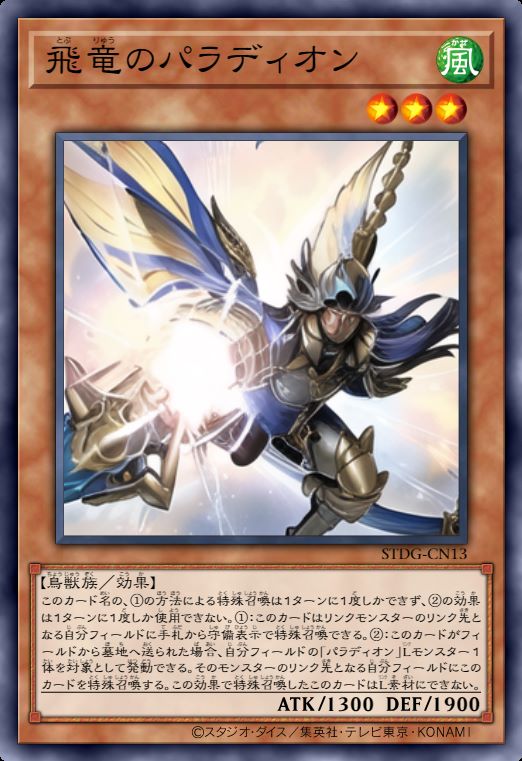 飛竜のパラディオン
風
STDG-CN13
【鳥獣族／効果】
このカード名の、①の方法による特殊召喚は1ターンに1度しかできず、②の効果
は1ターンに1度しか使用できない。①:このカードはリンクモンスターのリンク先と
なる自分フィールドに手札から守備表示で特殊召喚できる。②:このカードがフィ
ールドから墓地へ送られた場合、自分フィールドの「パラディオン」Lモンスター1
体を対象として発動できる。そのモンスターのリンク先となる自分フィールドにこの
カードを特殊召喚する。この効果で特殊召喚したこのカードはL素材にできない。
ATK/1300 DEF/1900
©スタジオ・ダイス/集英社・テレビ東京・KONAMI